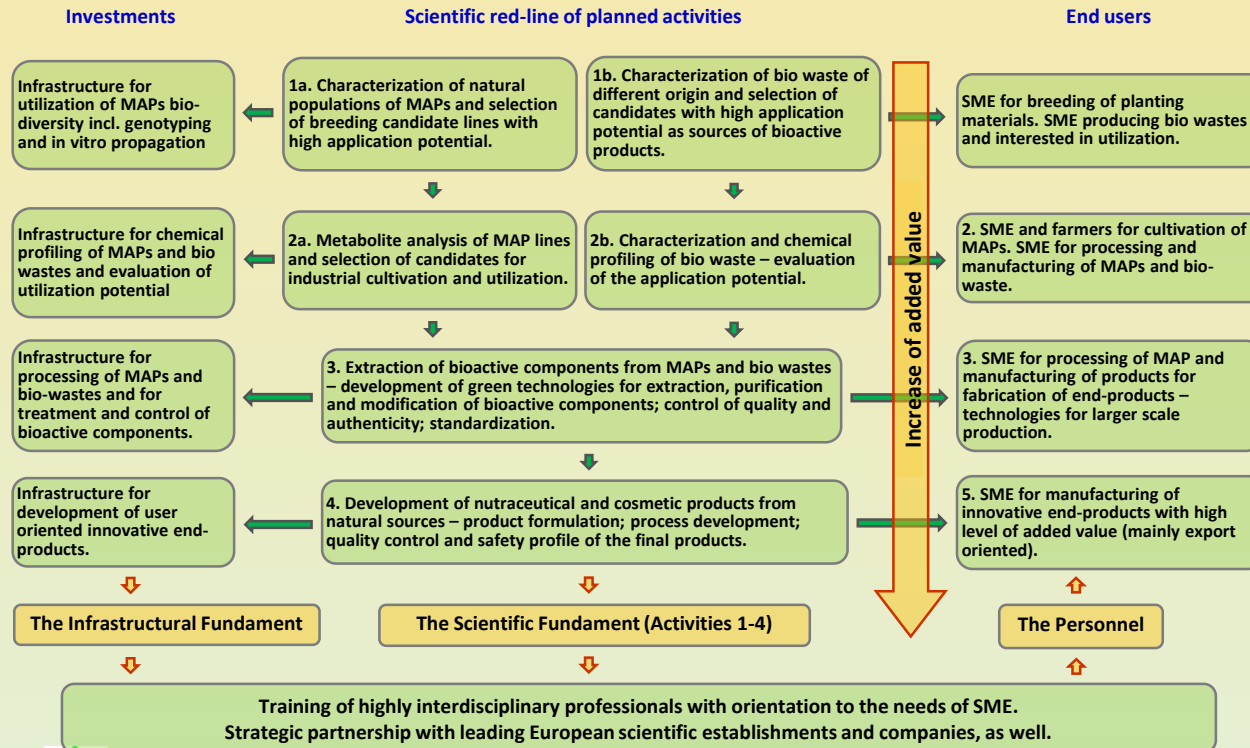 Investments
Scientific red-line of planned activities
End users
Infrastructure for
utilization of MAPs bio-
diversity incl. genotyping
and in vitro propagation
1a. Characterization of natural
populations of MAPs and selection
of breeding candidate lines with
high application potential.
1b. Characterization of bio waste of
different origin and selection of
candidates with high application
potential as sources of bioactive
products.
SME for breeding of planting
materials. SME producing bio wastes
and interested in utilization.
Infrastructure for chemical
profiling of MAPs and bio
wastes and evaluation of
utilization potential
2a. Metabolite analysis of MAP lines
and selection of candidates for
industrial cultivation and utilization.
2b. Characterization and chemical
profiling of bio waste – evaluation
of the application potential.
Increase of added value
2. SME and farmers for cultivation of
MAPs. SME for processing and
manufacturing of MAPs and bio-
waste.
Infrastructure for
processing of MAPs and
bio-wastes and for
treatment and control of
bioactive components.
3. Extraction of bioactive components from MAPs and bio wastes
– development of green technologies for extraction, purification
and modification of bioactive components; control of quality and
authenticity; standardization.
3. SME for processing of MAP and
manufacturing of products for
fabrication of end-products –
technologies for larger scale
production.
Infrastructure for
development of user
oriented innovative end-
products.
4. Development of nutraceutical and cosmetic products from
natural sources – product formulation; process development;
quality control and safety profile of the final products.
5. SME for manufacturing of
innovative end-products with high
level of added value (mainly export
oriented).
The Infrastructural Fundament
The Scientific Fundament (Activities 1-4)
The Personnel
Training of highly interdisciplinary professionals with orientation to the needs of SME.
Strategic partnership with leading European scientific establishments and companies, as well.